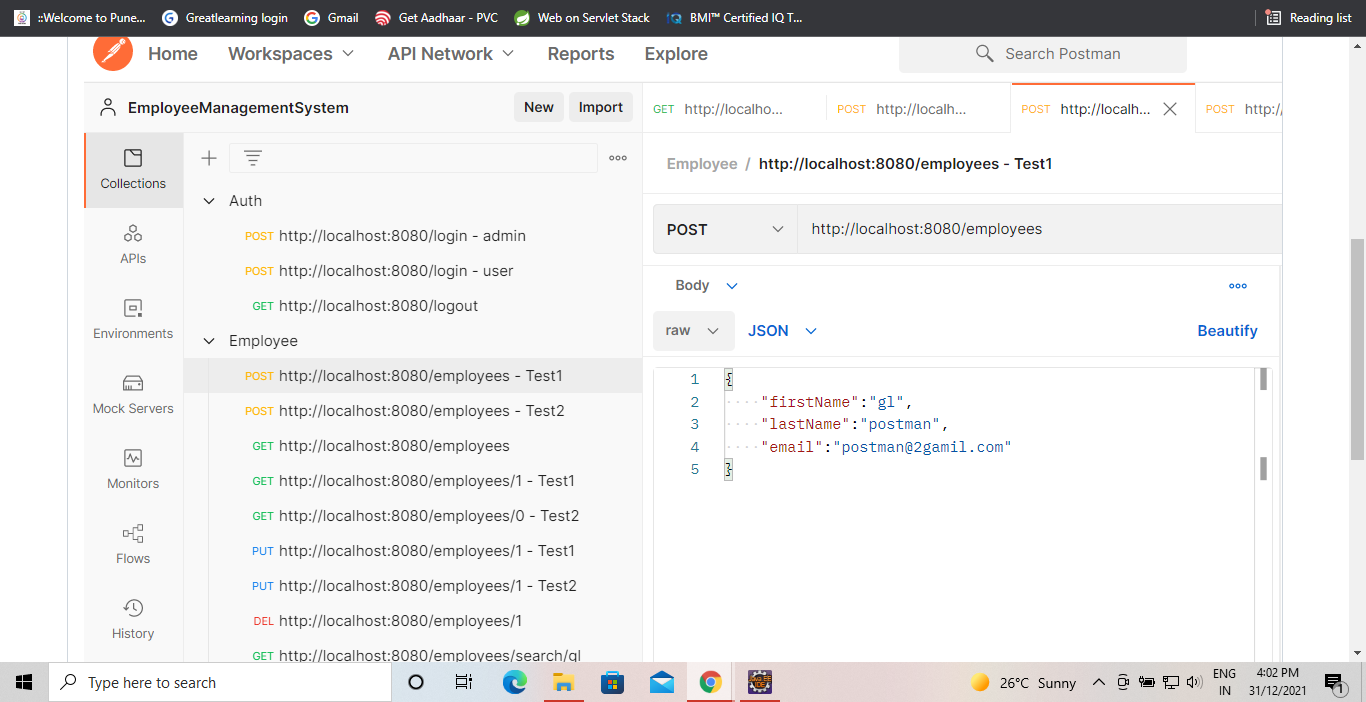 ::Welcome to Pune... Greatlearning login Gmail Get Aadhaar - PVC Web on Servlet Stack BMI™ Certified IQ T... Reading list
Home Workspaces API Network Reports Explore Search Postman
EmployeeManagementSystem New Import
GET http://localho... POST http://localh... POST http://localh... POST http:/
Collections
APIs
Environments
Mock Servers
Monitors
Flows
History
Auth
POST http://localhost:8080/login - admin
POST http://localhost:8080/login - user
GET http://localhost:8080/logout
Employee
POST http://localhost:8080/employees - Test1
POST http://localhost:8080/employees - Test2
GET http://localhost:8080/employees
GET http://localhost:8080/employees/1 - Test1
GET http://localhost:8080/employees/0 - Test2
PUT http://localhost:8080/employees/1 - Test1
PUT http://localhost:8080/employees/1 - Test2
DEL http://localhost:8080/employees/1
GET http://localhost:8080/employees/search/gl
Employee / http://localhost:8080/employees - Test1
POST http://localhost:8080/employees
Body
raw JSON Beautify
1 {
2 "firstName":"gl",
3 "lastName":"postman",
4 "email":"postman@2gamil.com"
5 }
Type here to search
26°C Sunny
ENG
IN
4:02 PM
31/12/2021
1